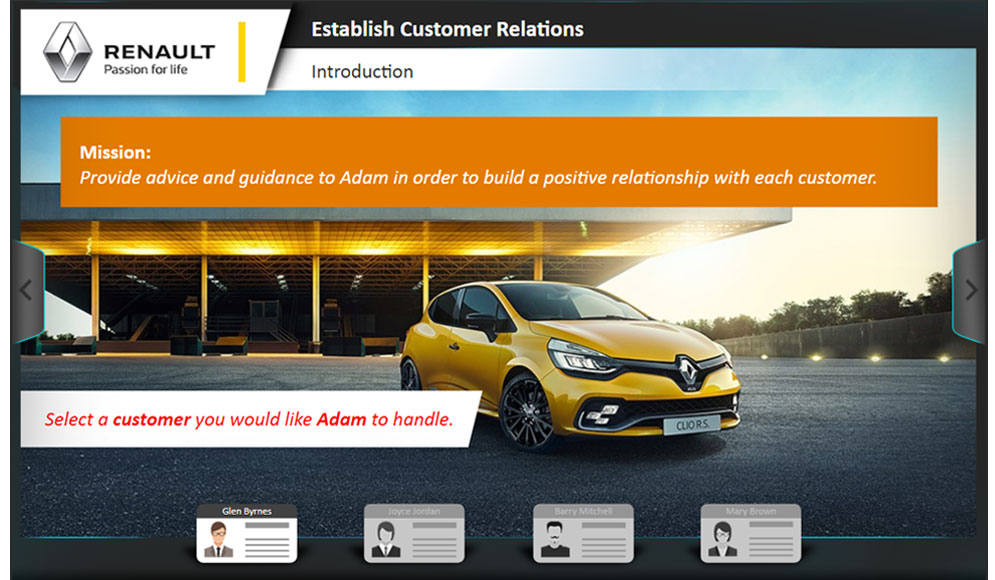 RENAULT
Passion for life
Establish Customer Relations
Introduction
Mission:
Provide advice and guidance to Adam in order to build a positive relationship with each customer.
CLIO R.S.
Select a customer you would like Adam to handle.
Glen Byrnes
Joyce Jordan
Barry Mitchell
Mary Brown